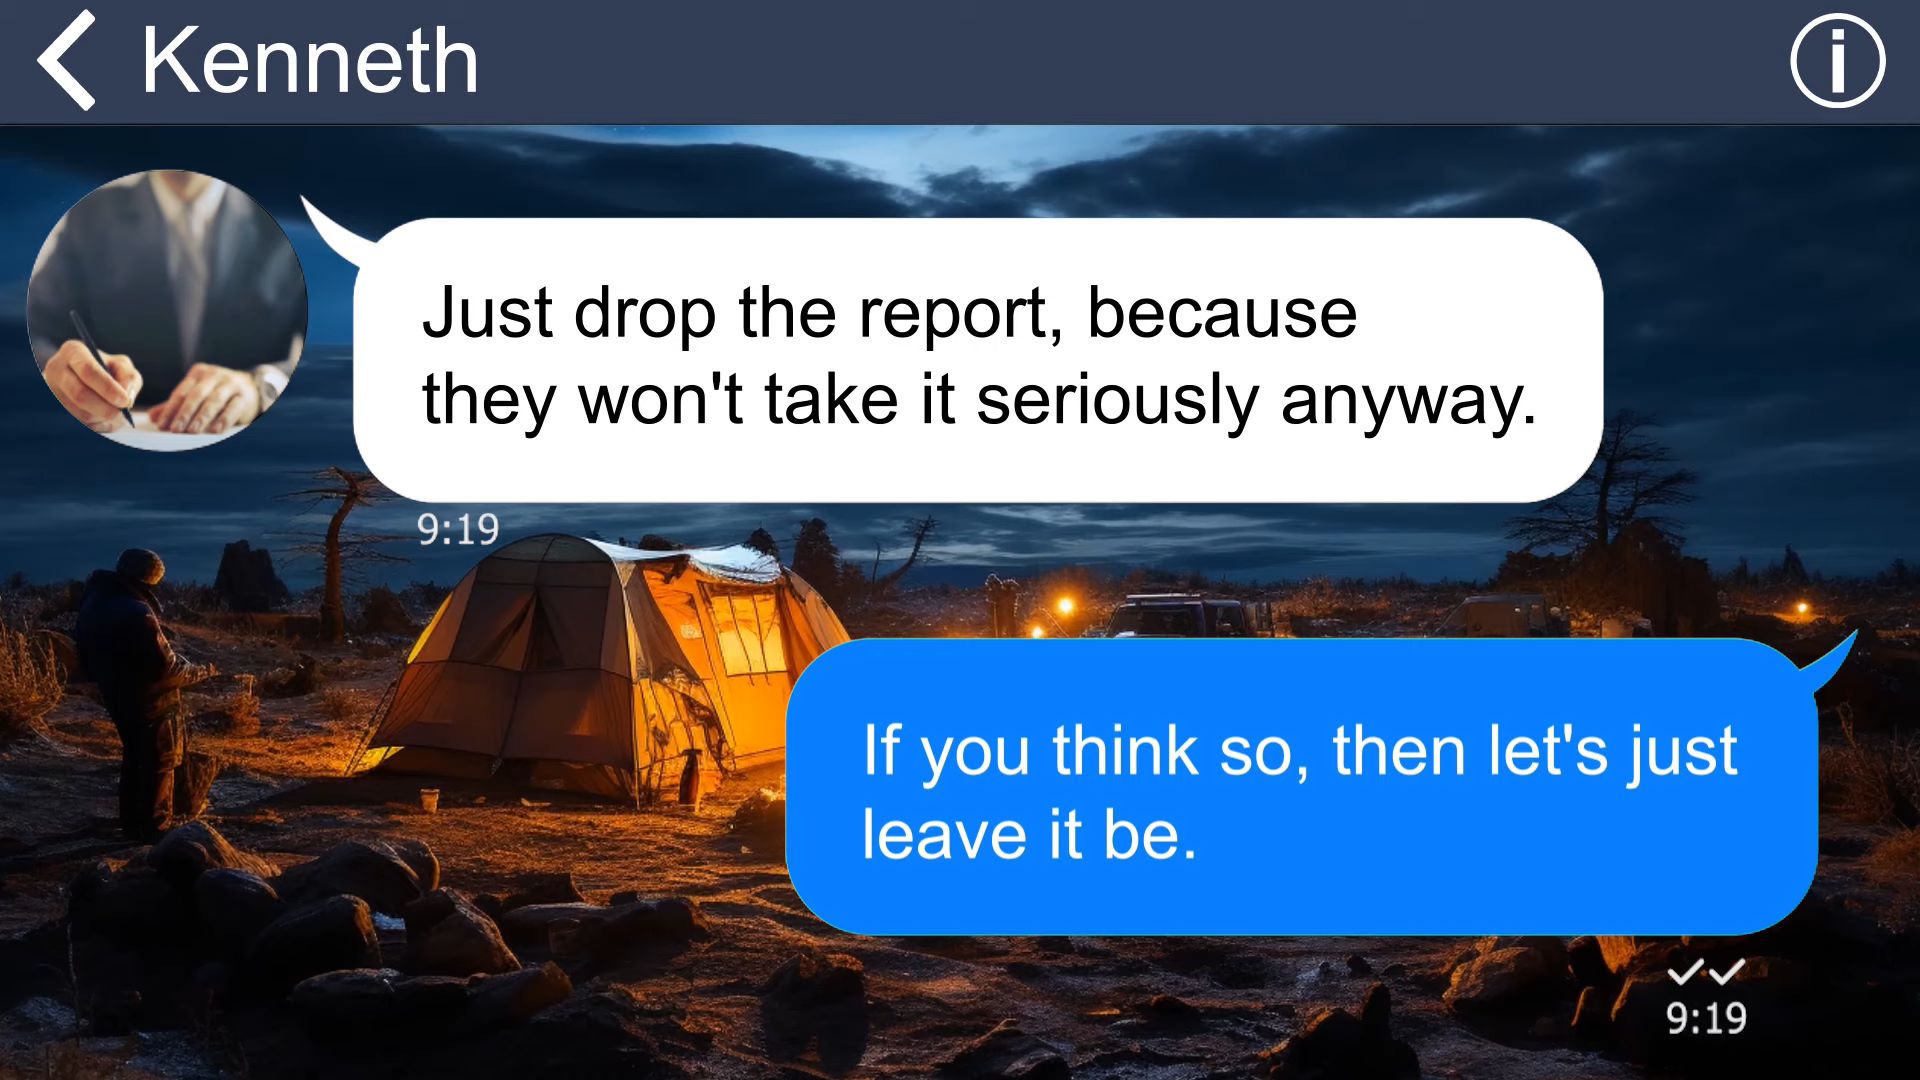 Kenneth
Just drop the report, because
they won't take it seriously anyway.
9:19
If you think so, then let's just
leave it be.
9:19